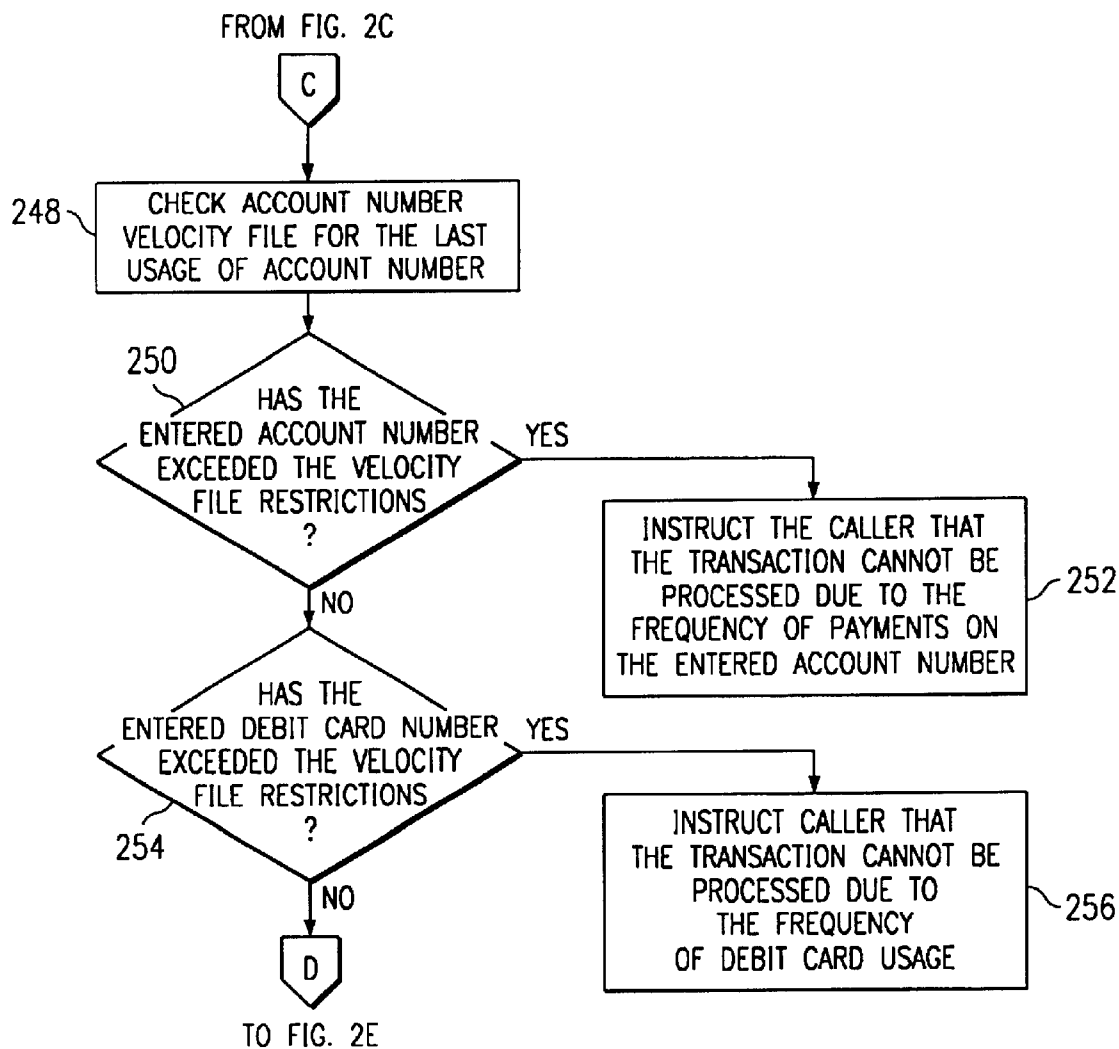 FROM FIG. 2C
C
248
CHECK ACCOUNT NUMBER
VELOCITY FILE FOR THE LAST
USAGE OF ACCOUNT NUMBER
250
HAS THE
ENTERED ACCOUNT NUMBER
EXCEEDED THE VELOCITY
FILE RESTRICTIONS
?
YES
NO
INSTRUCT THE CALLER THAT
THE TRANSACTION CANNOT BE
PROCESSED DUE TO THE
FREQUENCY OF PAYMENTS ON
THE ENTERED ACCOUNT NUMBER
252
HAS THE
ENTERED DEBIT CARD NUMBER
EXCEEDED THE VELOCITY
FILE RESTRICTIONS
?
254
YES
NO
INSTRUCT CALLER THAT
THE TRANSACTION CANNOT BE
PROCESSED DUE TO
THE FREQUENCY
OF DEBIT CARD USAGE
256
D
TO FIG. 2E